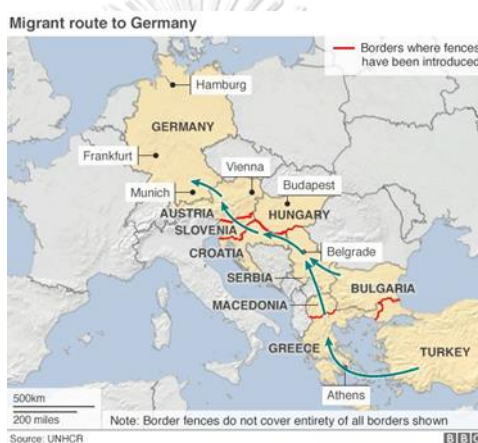 Migrant route to Germany
Borders where fences
have been introduced
Hamburg
GERMANY
Frankfurt
Vienna
Munich
Budapest
AUSTRIA
HUNGARY
SLOVENIA
CROATIA
Belgrade
SERBIA
BULGARIA
MACEDONIA
GREECE
TURKEY
Athens
500km
200 miles
Note: Border fences do not cover entirety of all borders shown
Source: UNHCR
BBC